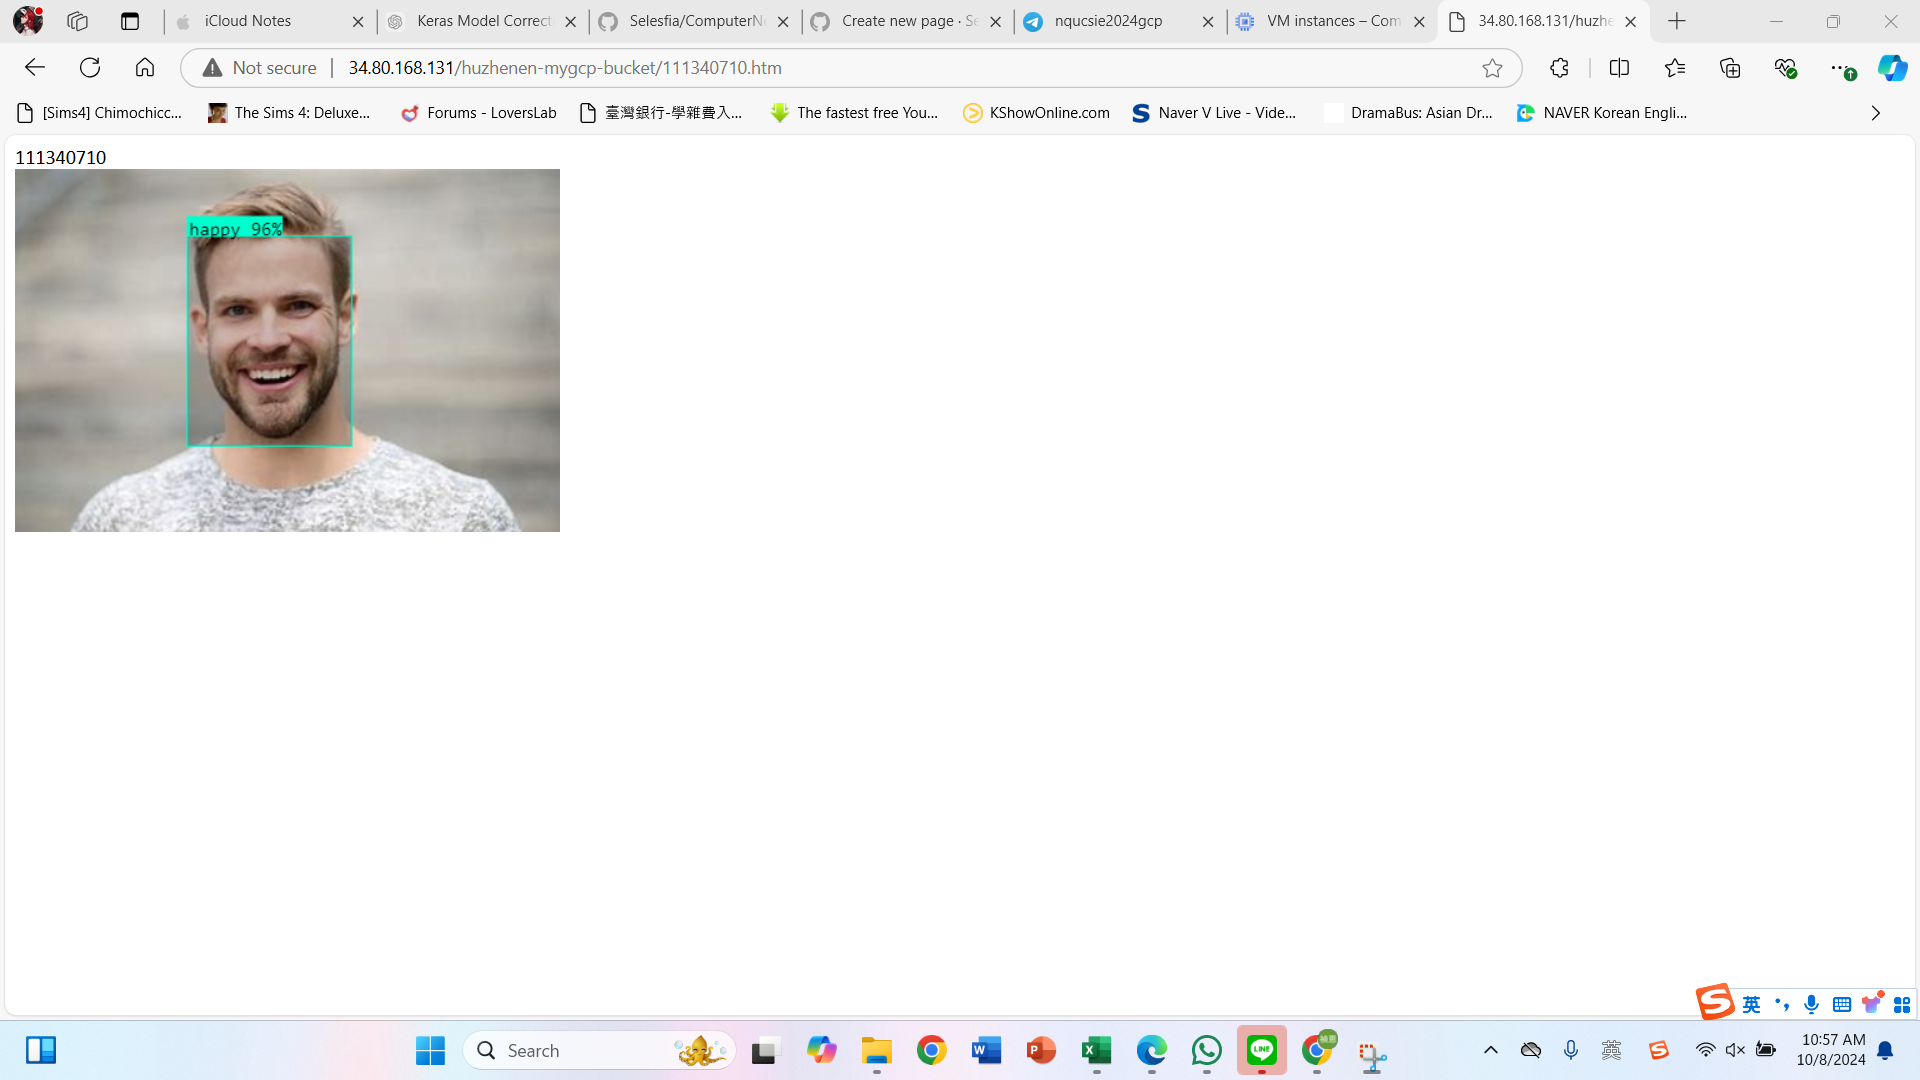 iCloud Notes
Keras Model Correct
Selesfia/ComputerNe
Create new page · Se
nqucsie2024gcp
VM instances – Com
34.80.168.131/huzhe
Not secure
34.80.168.131/huzhenen-mygcp-bucket/111340710.htm
[Sims4] Chimochicc...
The Sims 4: Deluxe...
Forums - LoversLab
臺灣銀行-學雜費入...
The fastest free You...
KShowOnline.com
Naver V Live - Vide...
DramaBus: Asian Dr...
NAVER Korean Engli...
111340710
happy 96%
英
Search
英
10:57 AM
10/8/2024